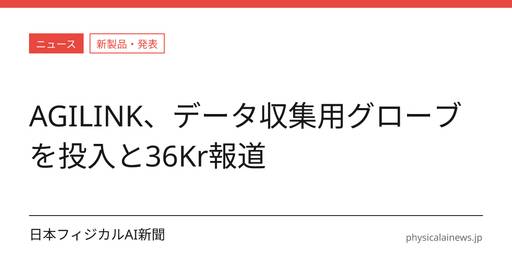 ニュース
新製品・発表
AGILINK、データ収集用グローブ
を投入と36Kr報道
日本フィジカルAI新聞
physicalainews.jp